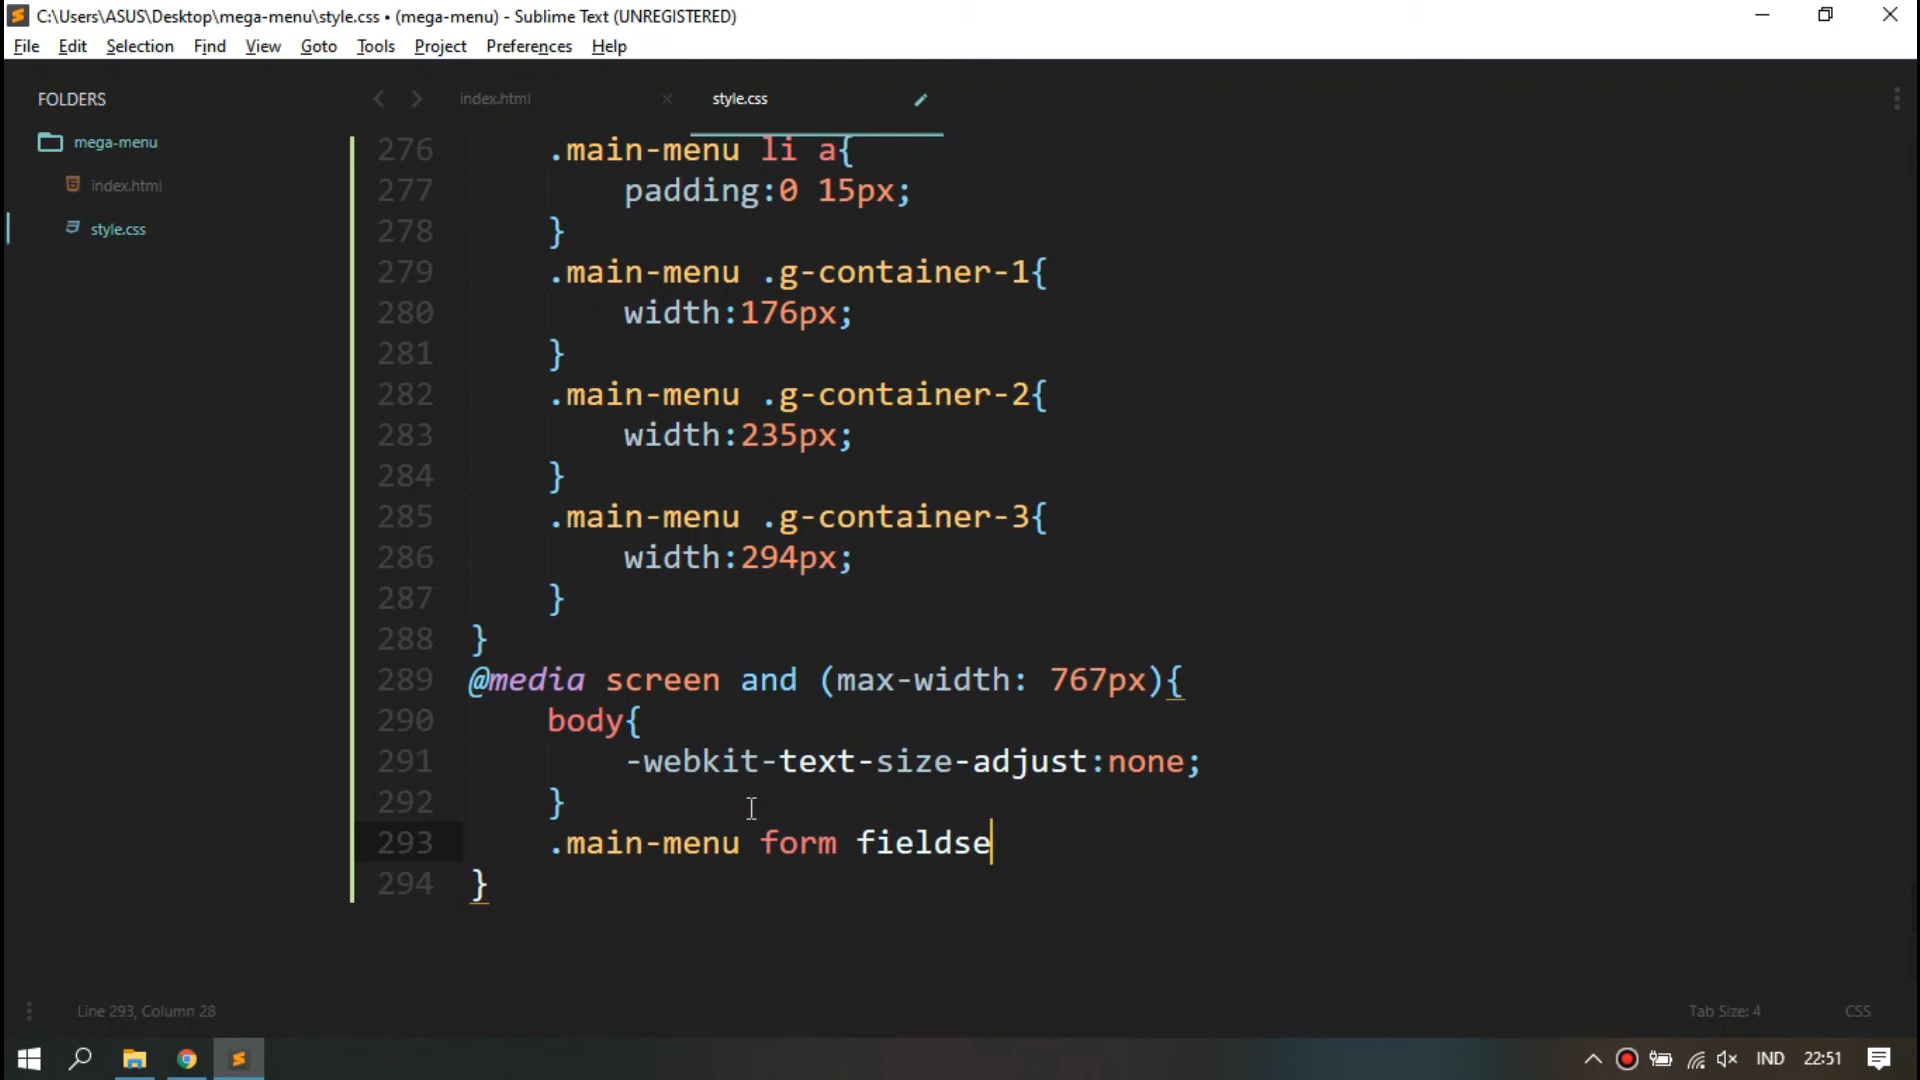 C:\Users\ASUS\Desktop\mega-menu\style.css • (mega-menu) - Sublime Text (UNREGISTERED)
File Edit Selection Find View Goto Tools Project Preferences Help
FOLDERS
mega-menu
index.html
style.css
index.html
style.css
276 .main-menu li a{
277 padding:0 15px;
278 }
279 .main-menu .g-container-1{
280 width:176px;
281 }
282 .main-menu .g-container-2{
283 width:235px;
284 }
285 .main-menu .g-container-3{
286 width:294px;
287 }
288 }
289 @media screen and (max-width: 767px){
290 body{
291 -webkit-text-size-adjust:none;
292 }
293 .main-menu form fieldse
294 }
Line 293, Column 28
Tab Size: 4
CSS
IND
22:51